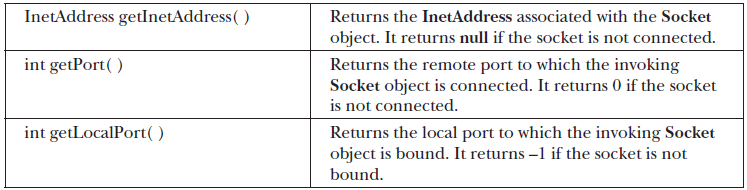 InetAddress getInetAddress( )
Returns the InetAddress associated with the Socket
object. It returns null if the socket is not connected.
int getPort( )
Returns the remote port to which the invoking
Socket object is connected. It returns 0 if the socket
is not connected.
int getLocalPort( )
Returns the local port to which the invoking Socket
object is bound. It returns –1 if the socket is not
bound.